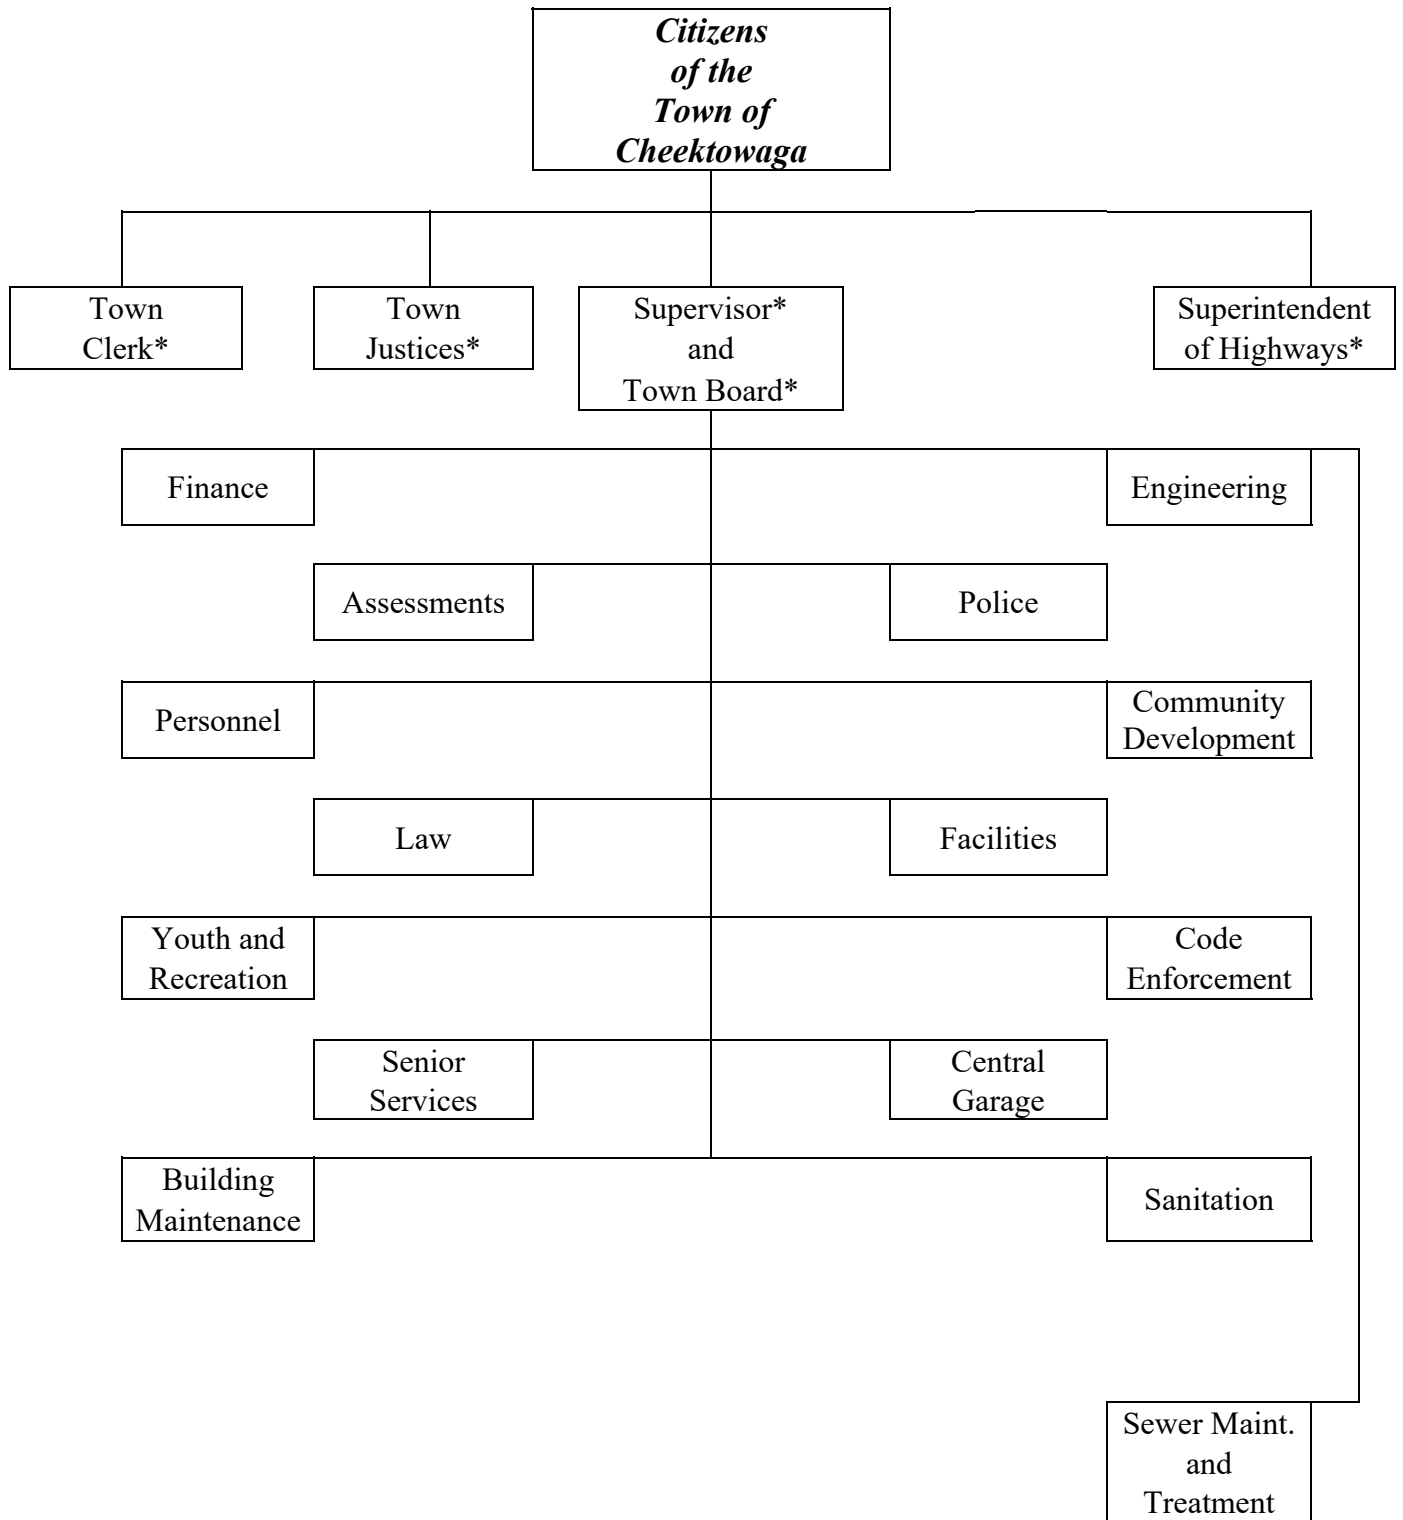 Citizens
of the
Town of
Cheektowaga
Town
Clerk*
Town
Justices*
Supervisor*
and
Town Board*
Superintendent
of Highways*
Finance
Engineering
Assessments
Police
Personnel
Community
Development
Law
Facilities
Youth and
Recreation
Code
Enforcement
Senior
Services
Central
Garage
Building
Maintenance
Sanitation
Sewer Maint.
and
Treatment